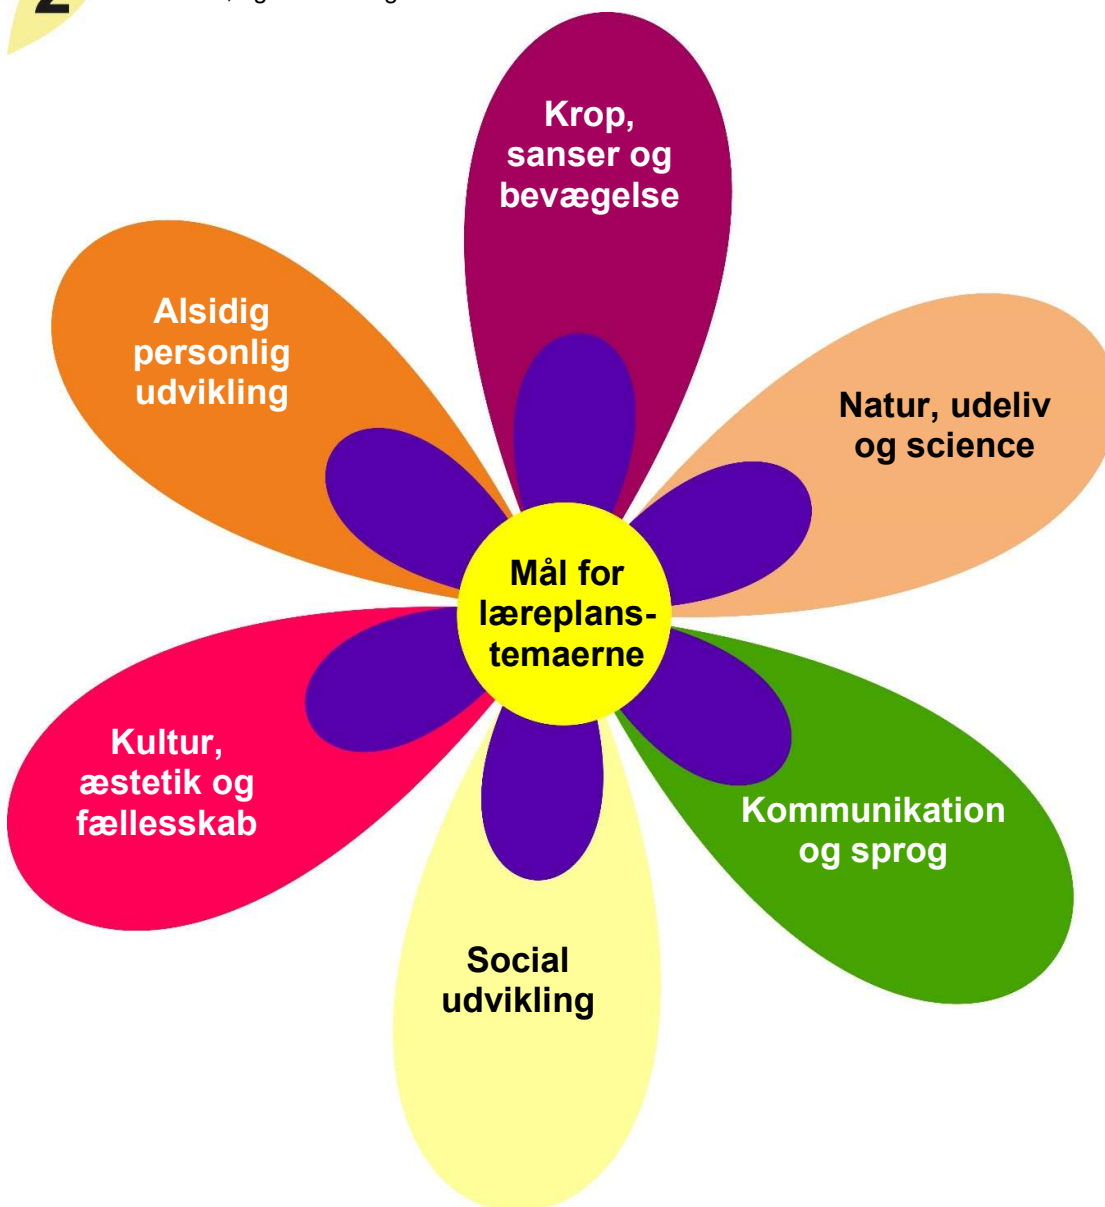 2
Krop,
sanser og
bevægelse
Alsidig
personlig
udvikling
Natur, udeliv
og science
Mål for
læreplans-
temaerne
Kultur,
æstetik og
fællesskab
Kommunikation
og sprog
Social
udvikling